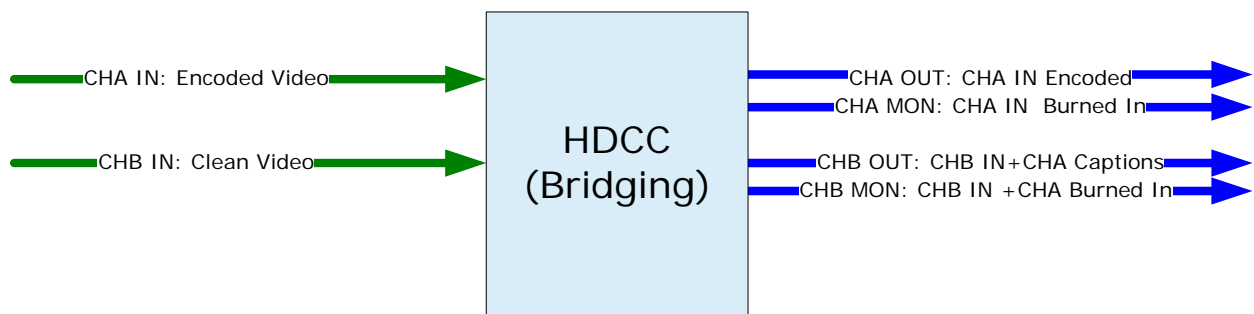 CHA IN: Encoded Video
CHB IN: Clean Video
HDCC
(Bridging)
CHA OUT: CHA IN Encoded
CHA MON: CHA IN  Burned In
CHB OUT: CHB IN+CHA Captions
CHB MON: CHB IN +CHA Burned In